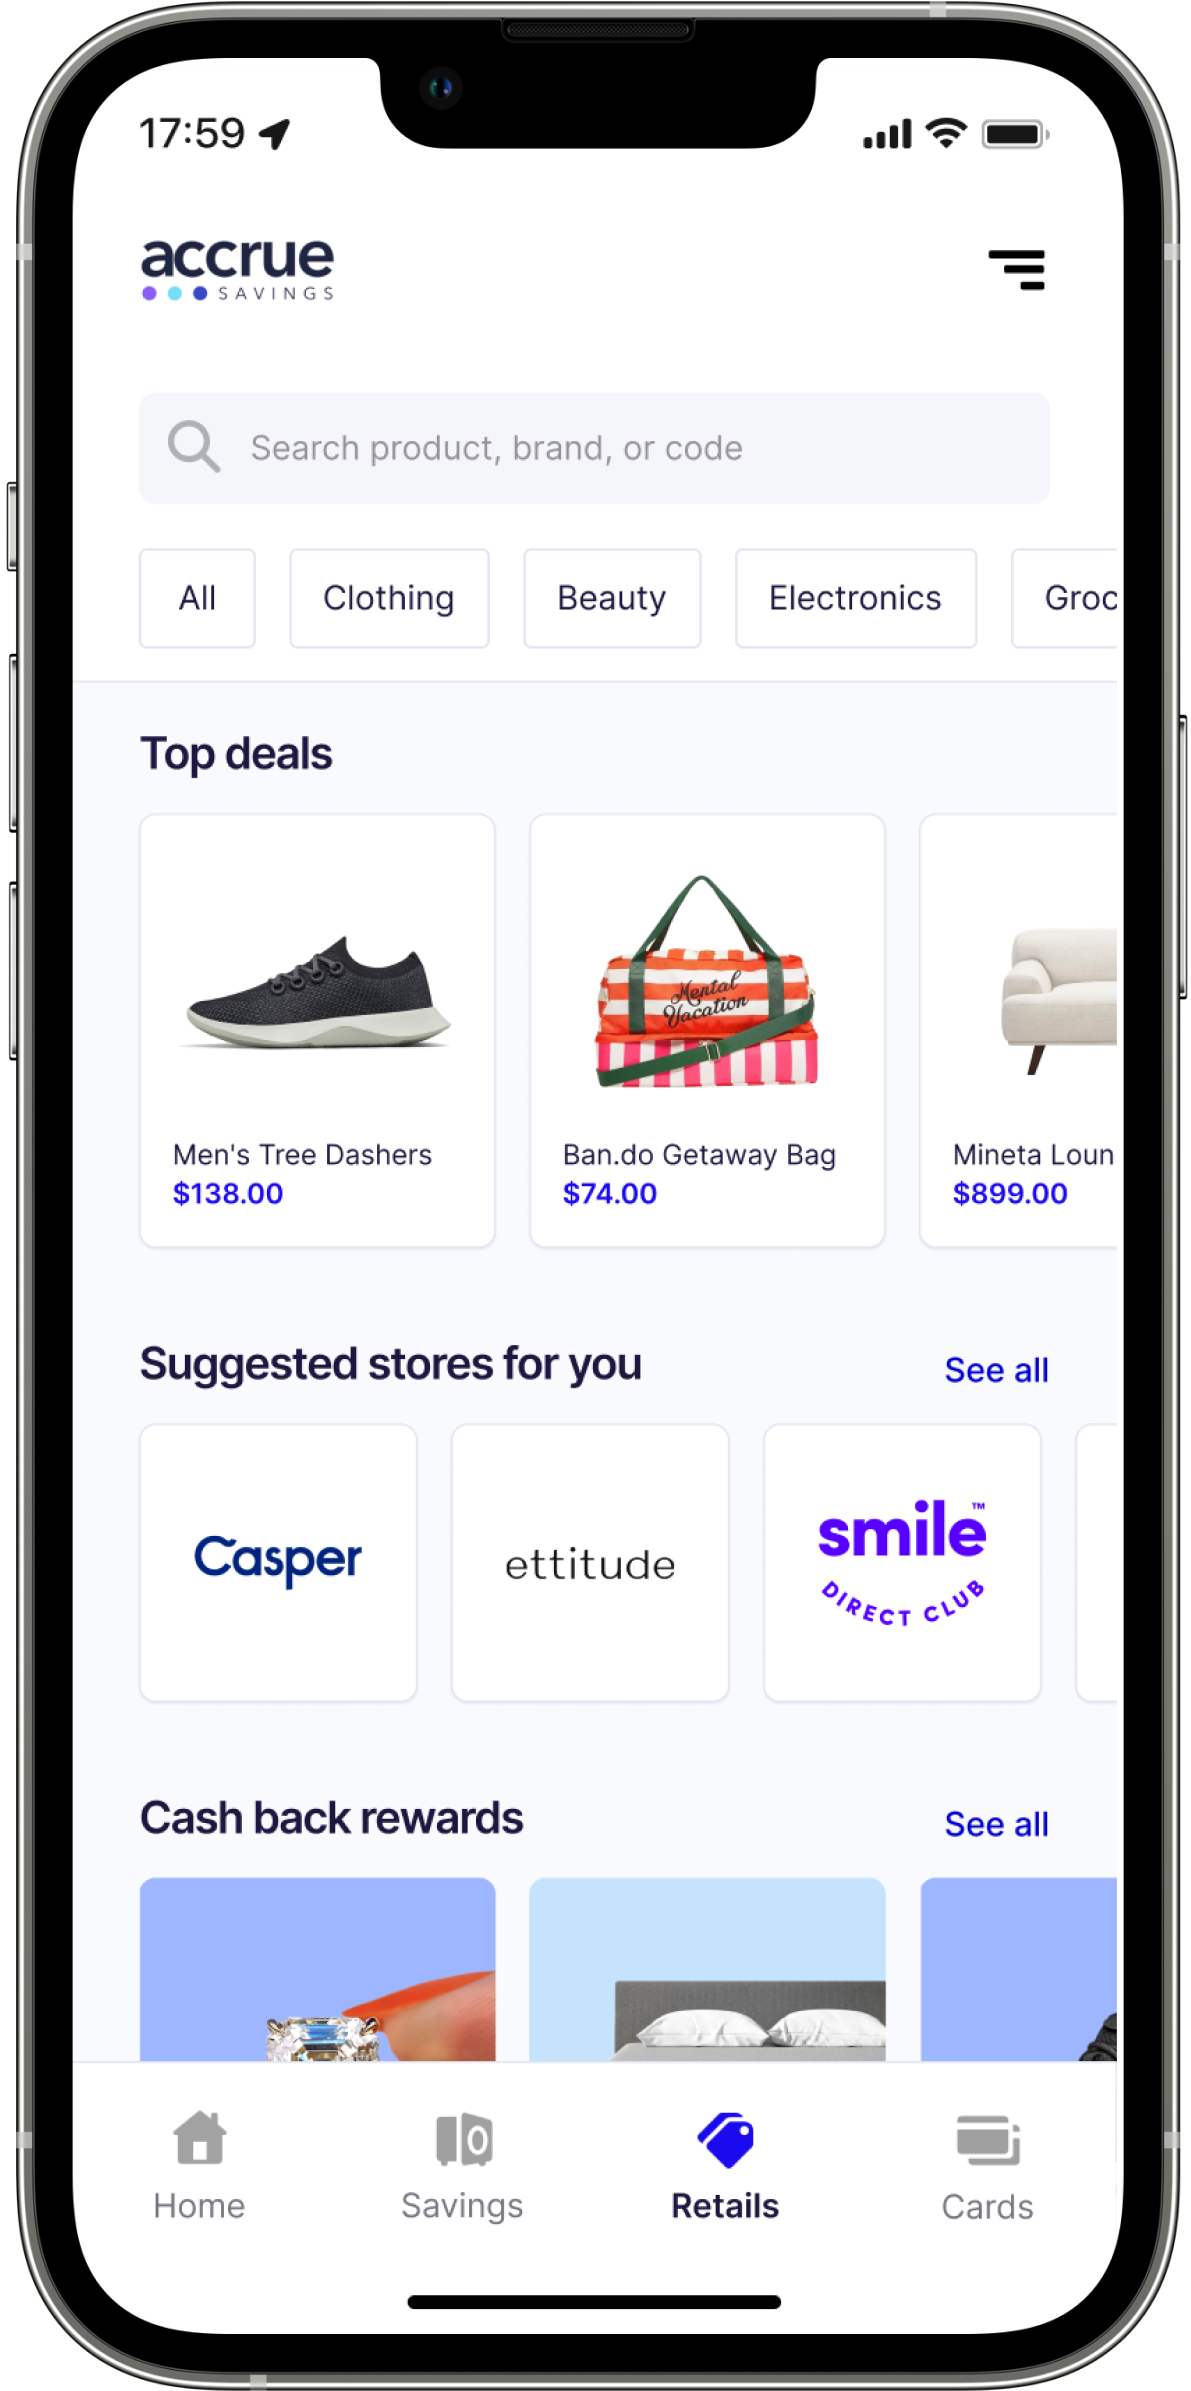 17:59
accrue
SAVINGS
Search product, brand, or code
All
Clothing
Beauty
Electronics
Groc
Top deals
Mental
Vacation
Men's Tree Dashers
$138.00
Ban.do Getaway Bag
$74.00
Mineta Loun
$899.00
Suggested stores for you
See all
Casper
ettitude
smile™
DIRECT CLUB
Cash back rewards
See all
Home
Savings
Retails
Cards